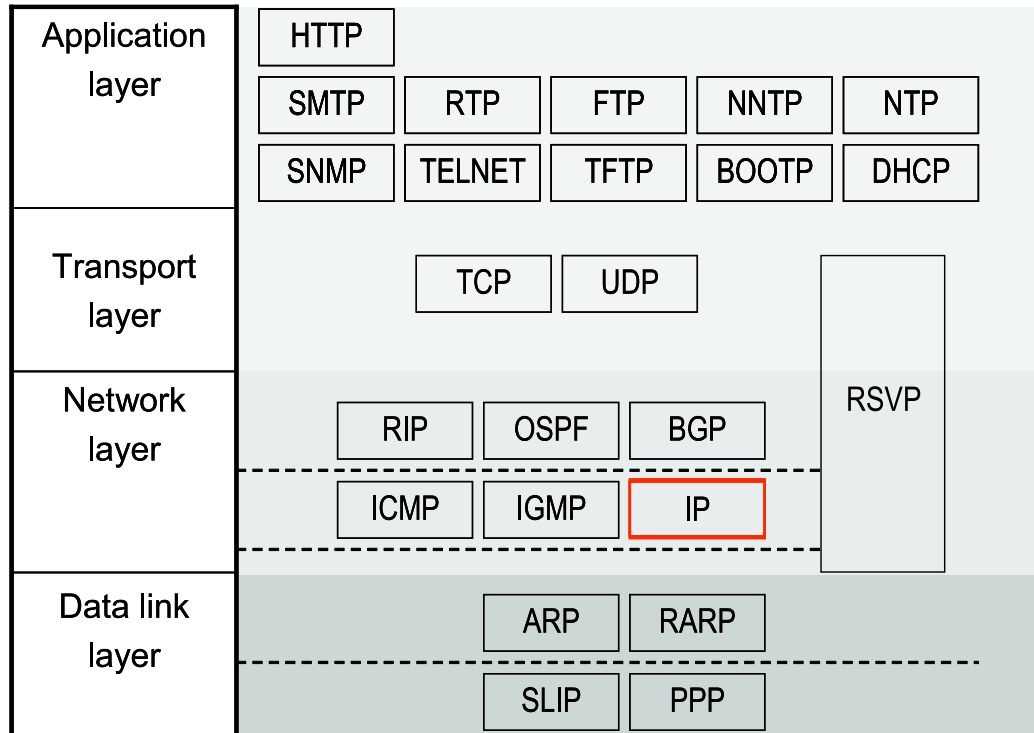 Application
layer
HTTP
SMTP RTP FTP NNTP NTP
SNMP TELNET TFTP BOOTP DHCP
Transport
layer
TCP UDP
Network
layer
RSVP
RIP OSPF BGP
ICMP IGMP IP
Data link
layer
ARP RARP
SLIP PPP